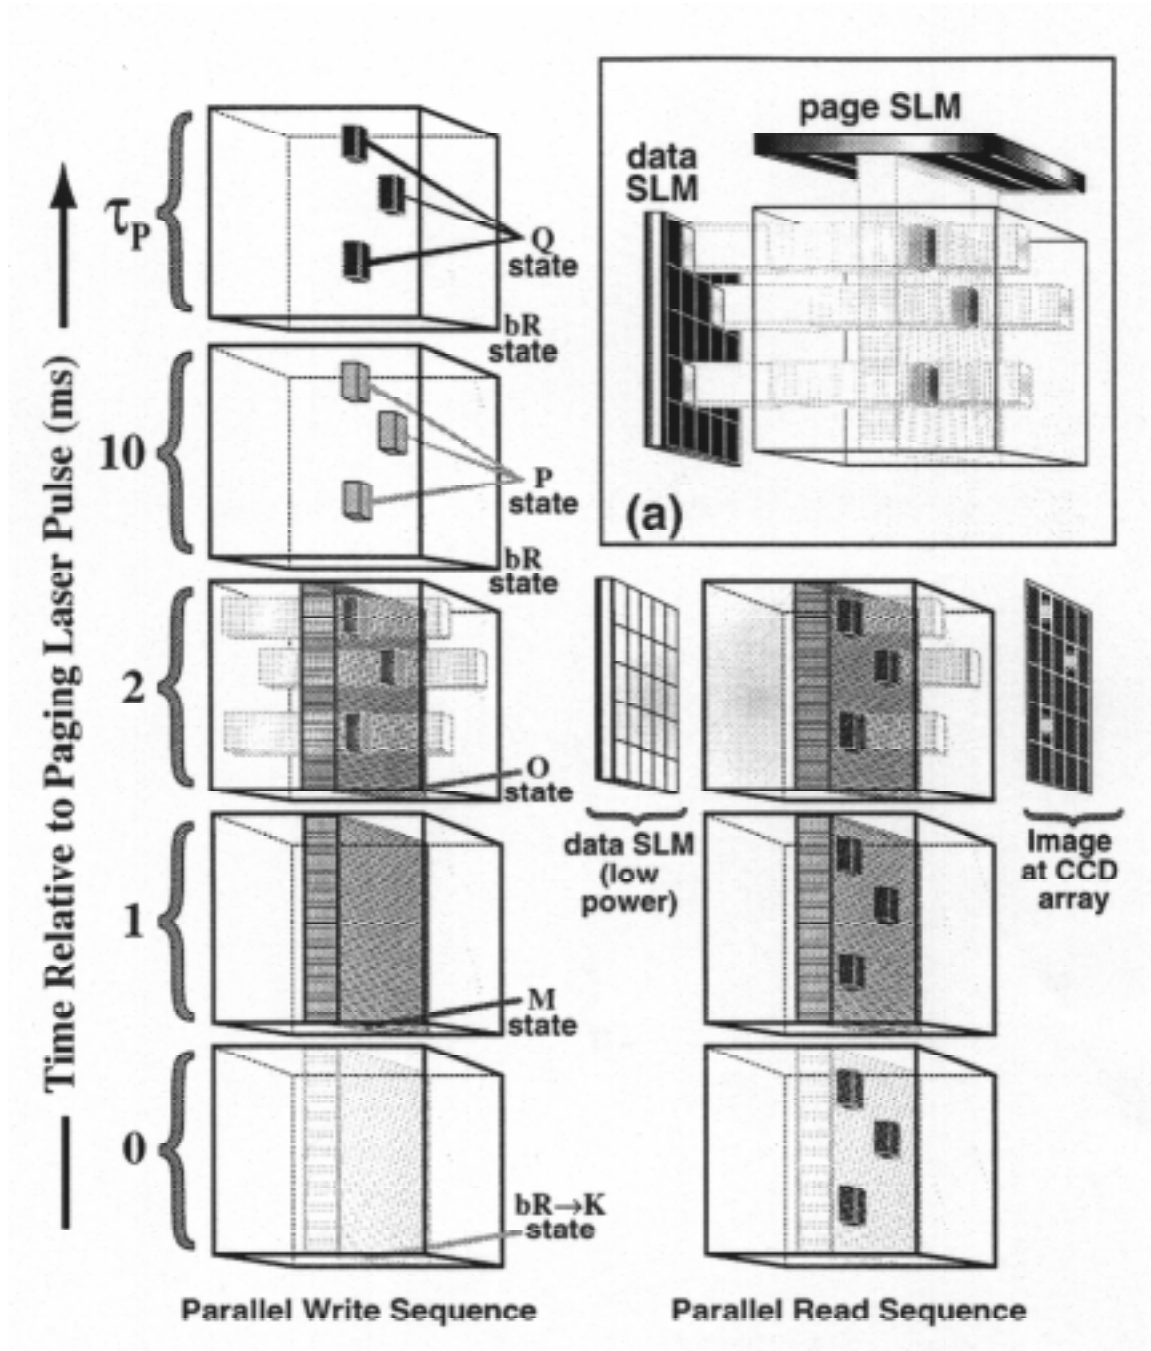 page SLM
data
SLM
(a)
τP
Q
state
bR
state
10
P
state
bR
state
2
O
state
data SLM
(low
power)
Image
at CCD
array
1
M
state
0
bR→K
state
Time Relative to Paging Laser Pulse (ms)
Parallel Write Sequence
Parallel Read Sequence